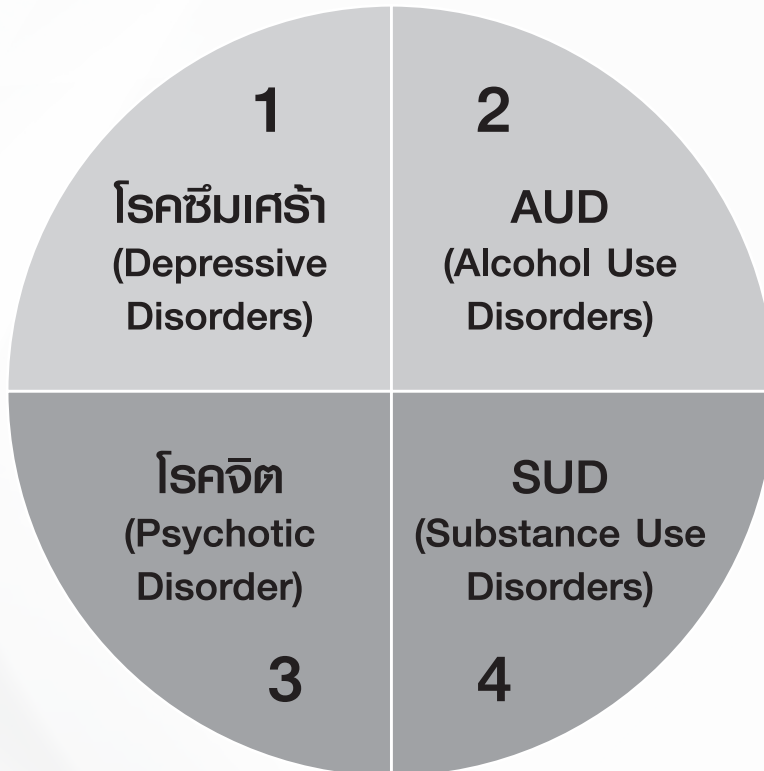 1
โรคซึมเศร้า
(Depressive
Disorders)
2
AUD
(Alcohol Use
Disorders)
โรคจิต
(Psychotic
Disorder)
3
SUD
(Substance Use
Disorders)
4